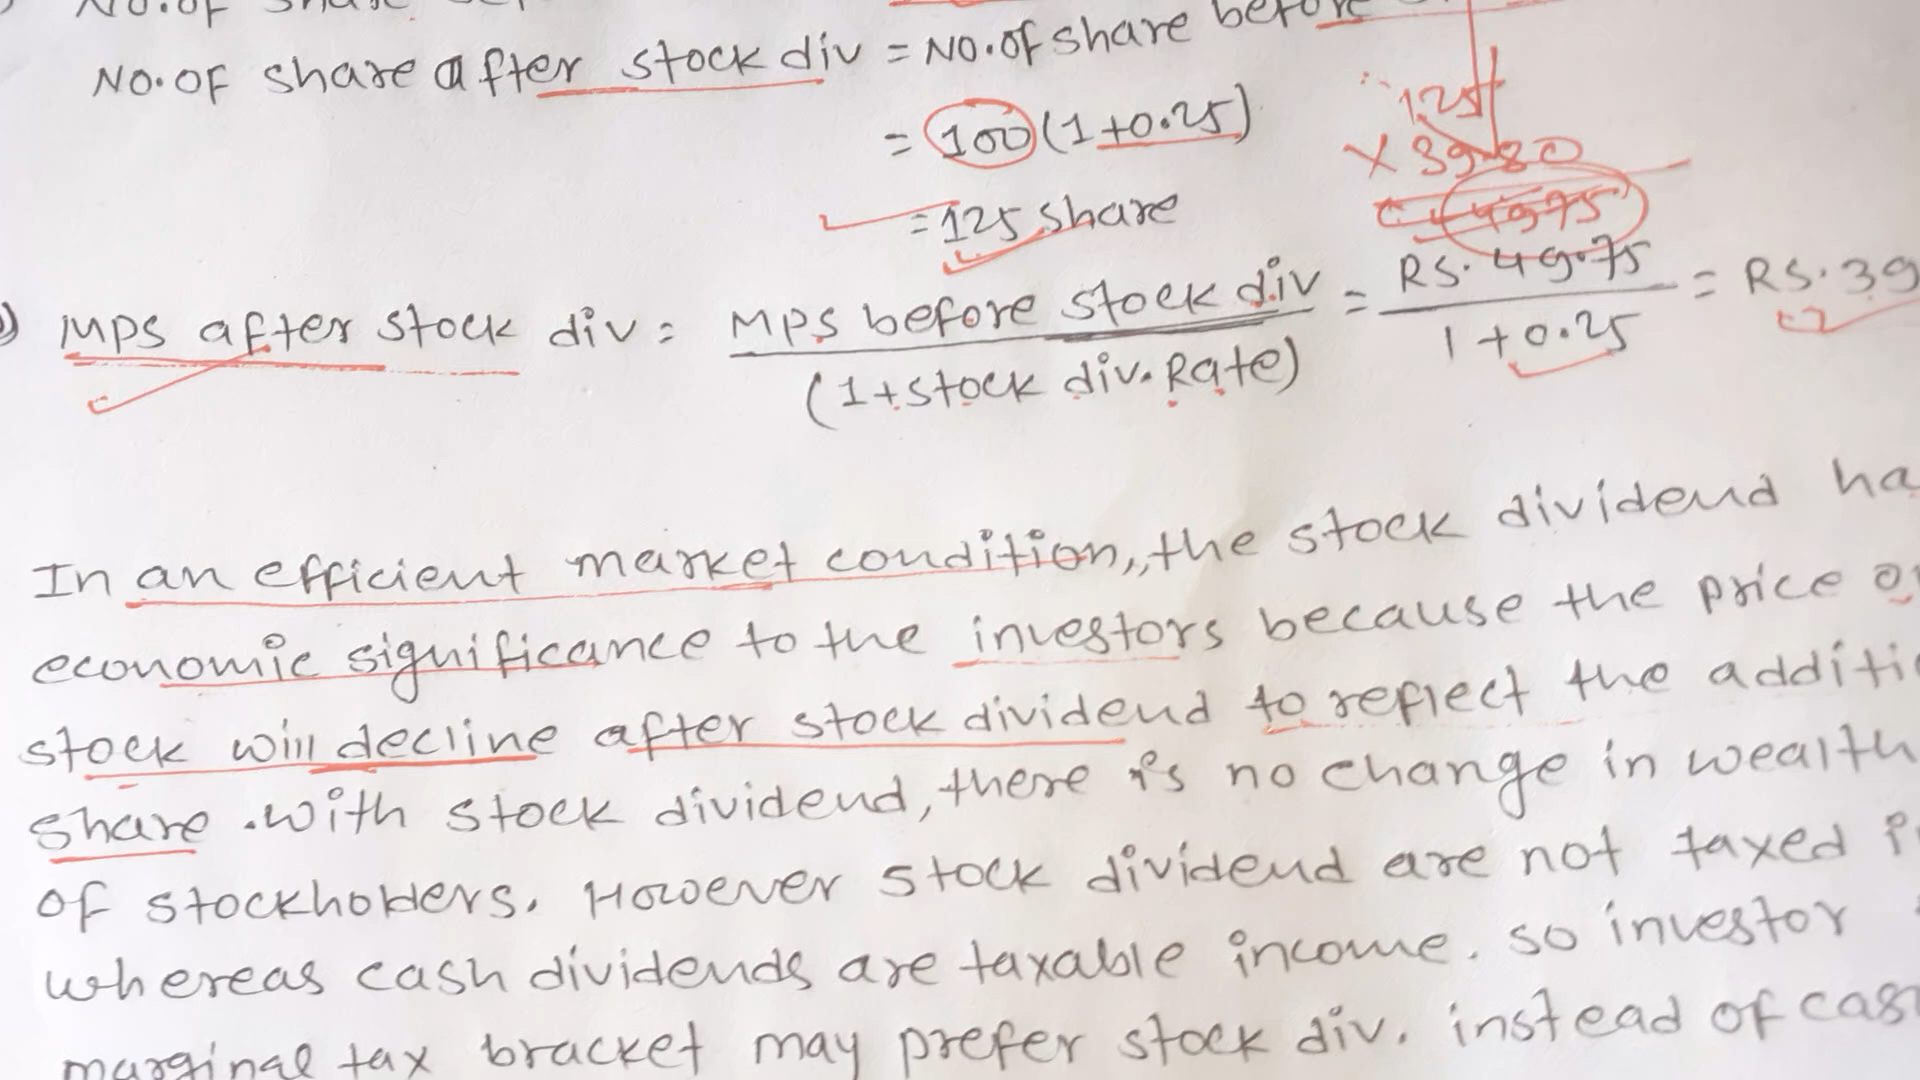 No. of share
No. of share after stock div = No. of share before
= 100 (1+0.25)
= 125 share
125
× 39.80
4975
MPS after stock div = MPS before stock div / (1+stock div. Rate) = RS. 49.75 / 1+0.25 = RS. 39
In an efficient market condition, the stock dividend ha
economic significance to the investors because the price o
stock will decline after stock dividend to reflect the additi
share. with stock dividend, there is no change in wealth
of stockholders. However stock dividend are not taxed
whereas cash dividends are taxable income. so investor
marginal tax bracket may prefer stock div. instead of cas